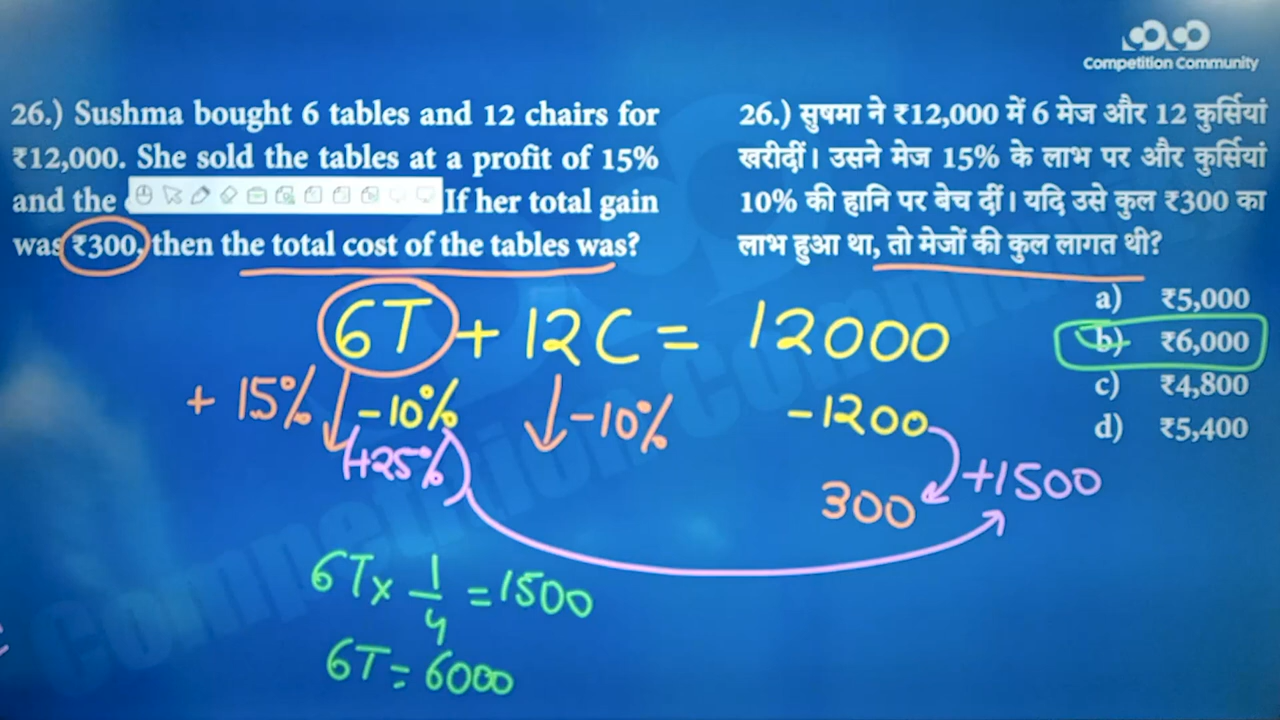 Competition Community
26.) Sushma bought 6 tables and 12 chairs for
₹12,000. She sold the tables at a profit of 15%
and the If her total gain
was ₹300, then the total cost of the tables was?
26.) सुषमा ने ₹12,000 में 6 मेज और 12 कुर्सियां
खरीदीं। उसने मेज 15% के लाभ पर और कुर्सियां
10% की हानि पर बेच दीं। यदि उसे कुल ₹300 का
लाभ हुआ था, तो मेजों की कुल लागत थी?
a) ₹5,000
b) ₹6,000
c) ₹4,800
d) ₹5,400
6T + 12C = 12000
+ 15% -10% -10% -1200
(+25%) 300 +1500
6T x 1/4 = 1500
6T = 6000
Competition Community